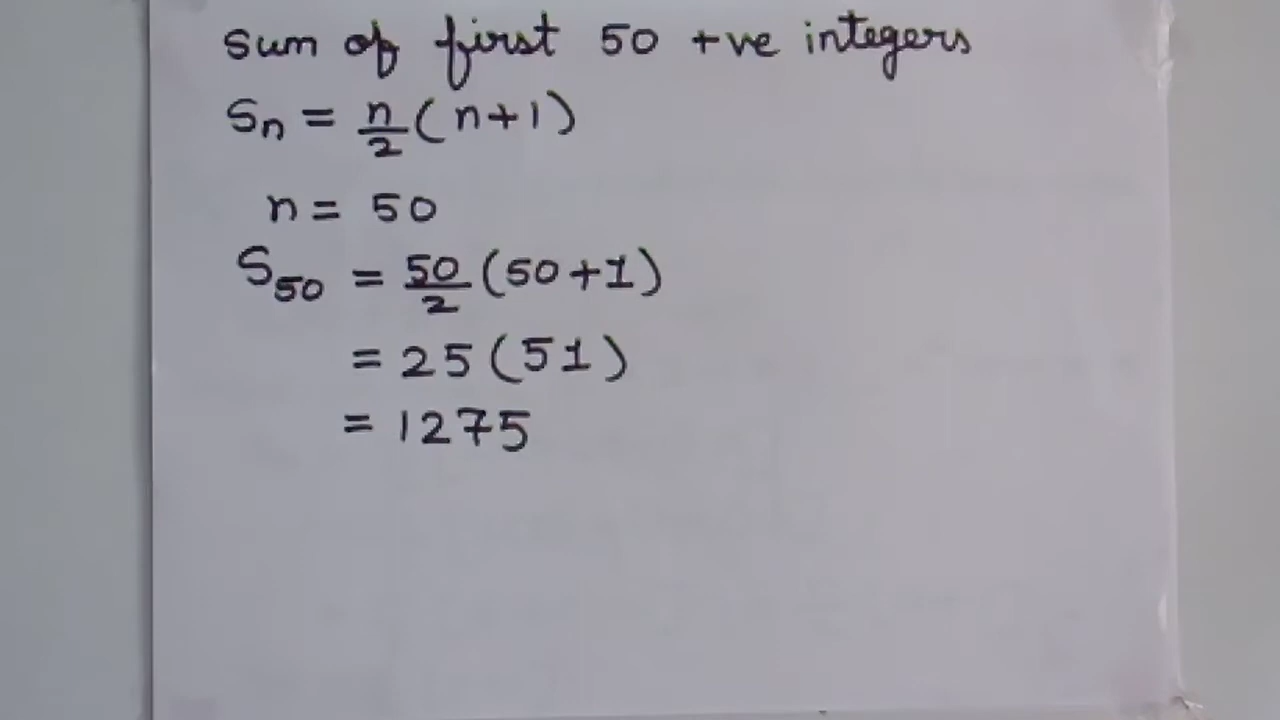 Sum of first 50 +ve integers
Sn = n/2 (n+1)
n = 50
S50 = 50/2 (50+1)
= 25 (51)
= 1275